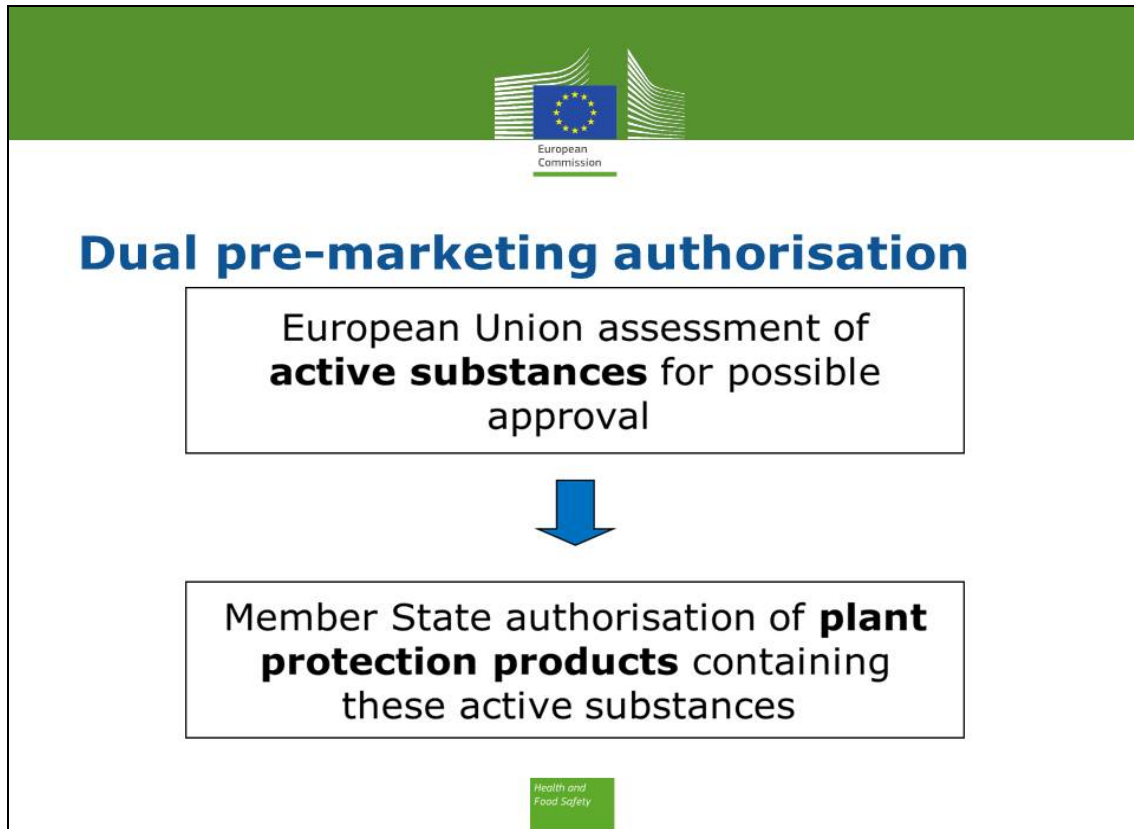 European
Commission
Dual pre-marketing authorisation
European Union assessment of
active substances for possible
approval
Member State authorisation of plant
protection products containing
these active substances
Health and
Food Safety